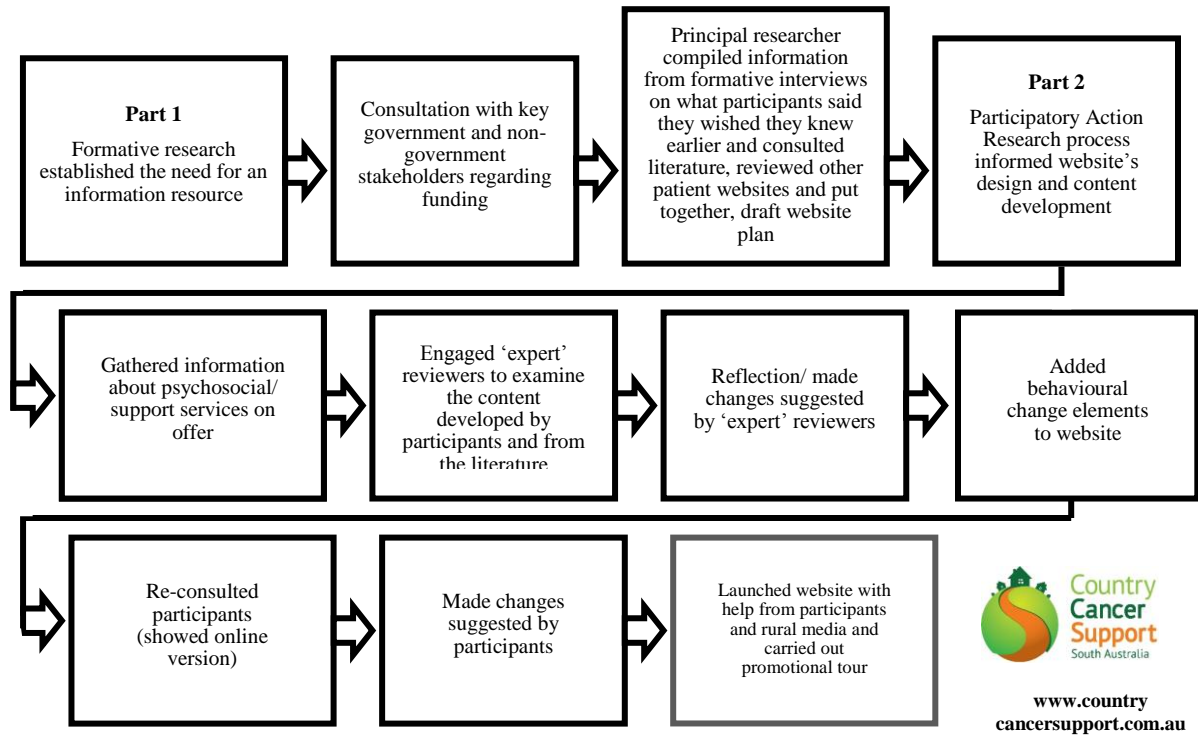 Part 1
Formative research
established the need for an
information resource
Consultation with key
government and non-
government
stakeholders regarding
funding
Principal researcher
compiled information
from formative interviews
on what participants said
they wished they knew
earlier and consulted
literature, reviewed other
patient websites and put
together, draft website
plan
Part 2
Participatory Action
Research process
informed website’s
design and content
development
Gathered information
about psychosocial/
support services on
offer
Engaged ‘expert’
reviewers to examine
the content
developed by
participants and from
the literature
Reflection/ made
changes suggested
by ‘expert’ reviewers
Added
behavioural
change elements
to website
Re-consulted
participants
(showed online
version)
Made changes
suggested by
participants
Launched website with
help from participants
and rural media and
carried out
promotional tour
Country
Cancer
Support
South Australia
www.country
cancersupport.com.au